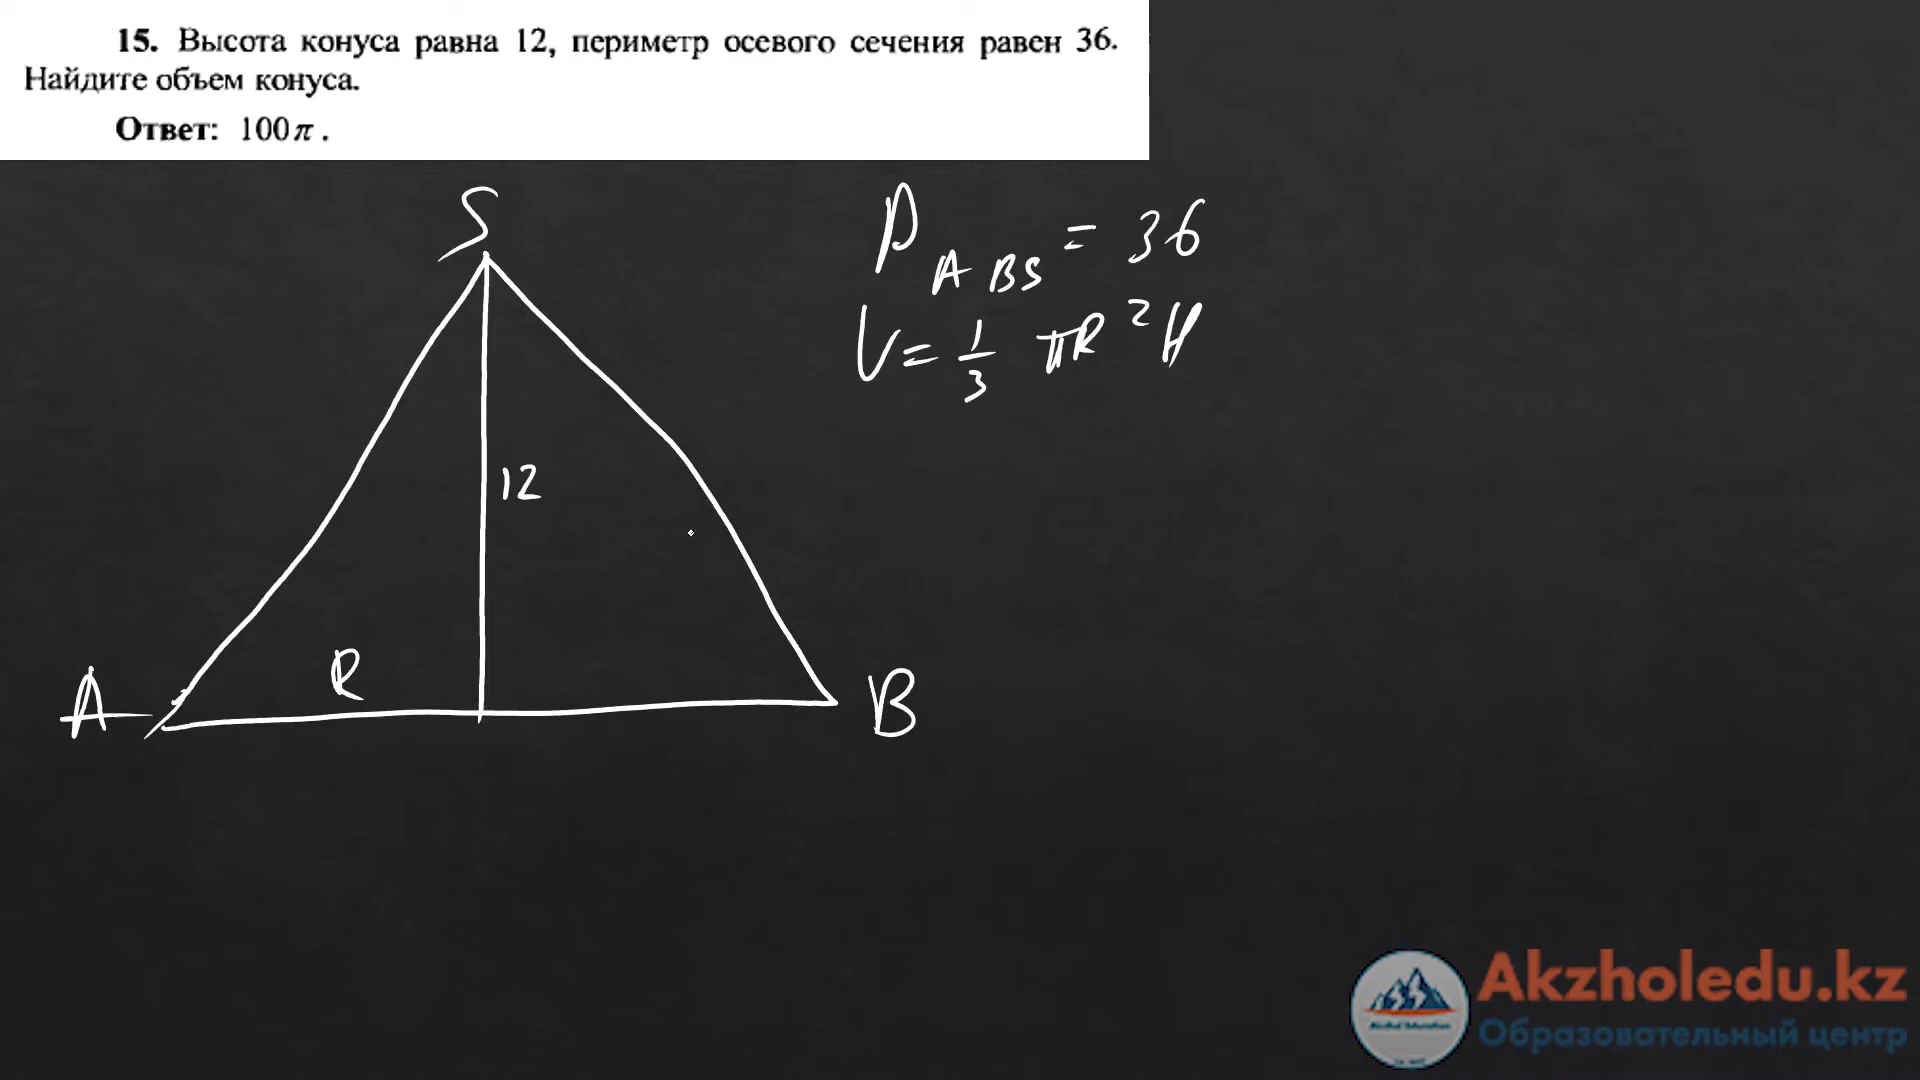 15. Высота конуса равна 12, периметр осевого сечения равен 36.
Найдите объем конуса.
Ответ: 100π.
S
P ABS = 36
V = 1/3 πR²H
12
R
A
B
Akzholedu.kz
Образовательный центр